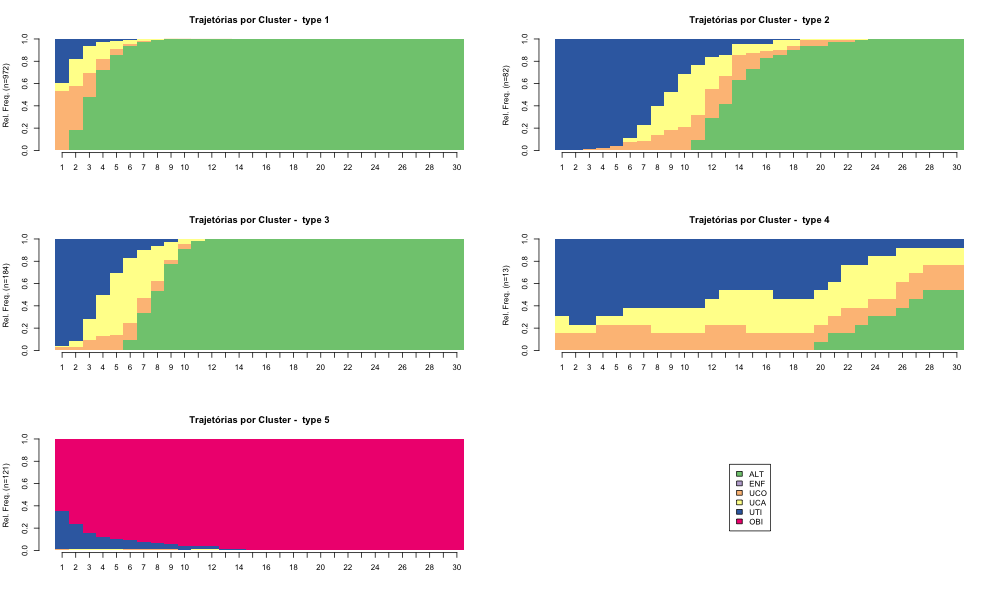 Trajetórias por Cluster -  type 1
Rel. Freq. (n=972)
0.0 0.2 0.4 0.6 0.8 1.0
1 2 3 4 5 6 7 8 9 10 12 14 16 18 20 22 24 26 28 30
Trajetórias por Cluster -  type 2
Rel. Freq. (n=82)
0.0 0.2 0.4 0.6 0.8 1.0
1 2 3 4 5 6 7 8 9 10 12 14 16 18 20 22 24 26 28 30
Trajetórias por Cluster -  type 3
Rel. Freq. (n=184)
0.0 0.2 0.4 0.6 0.8 1.0
1 2 3 4 5 6 7 8 9 10 12 14 16 18 20 22 24 26 28 30
Trajetórias por Cluster -  type 4
Rel. Freq. (n=13)
0.0 0.2 0.4 0.6 0.8 1.0
1 2 3 4 5 6 7 8 9 10 12 14 16 18 20 22 24 26 28 30
Trajetórias por Cluster -  type 5
Rel. Freq. (n=121)
0.0 0.2 0.4 0.6 0.8 1.0
1 2 3 4 5 6 7 8 9 10 12 14 16 18 20 22 24 26 28 30
ALT
ENF
UCO
UCA
UTI
OBI